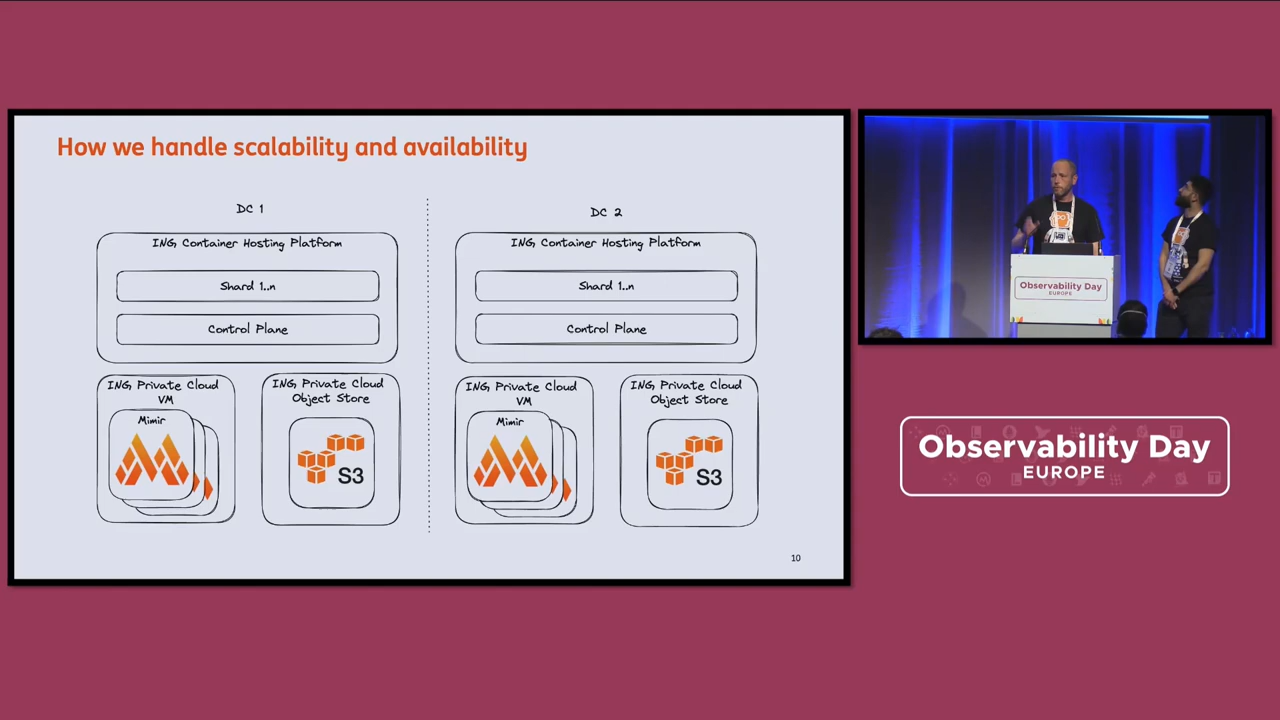 How we handle scalability and availability
DC 1
ING Container Hosting Platform
Shard 1..n
Control Plane
ING Private Cloud
VM
Mimir
ING Private Cloud
Object Store
S3
DC 2
ING Container Hosting Platform
Shard 1..n
Control Plane
ING Private Cloud
VM
Mimir
ING Private Cloud
Object Store
S3
10
Observability Day
EUROPE
Observability Day
EUROPE